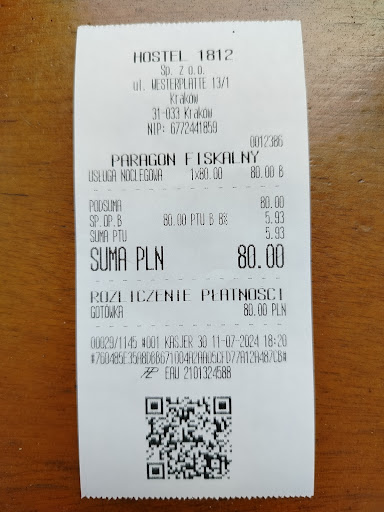 HOSTEL 1812
Sp. z o.o.
ul. WESTERPLATTE 13/1
Kraków
31-033 Kraków
NIP: 6772441859
0012386
PARAGON FISKALNY
USŁUGA NOCLEGOWA 1x80.00 80.00 B
PODSUMA 80.00
SP. OP. B 80.00 PTU B 8% 5.93
SUMA PTU 5.93
SUMA PLN 80.00
ROZLICZENIE PŁATNOŚCI
GOTÓWKA 80.00 PLN
00829/1145 #001 KASJER 30 11-07-2024 18:20
EAU 2101324588